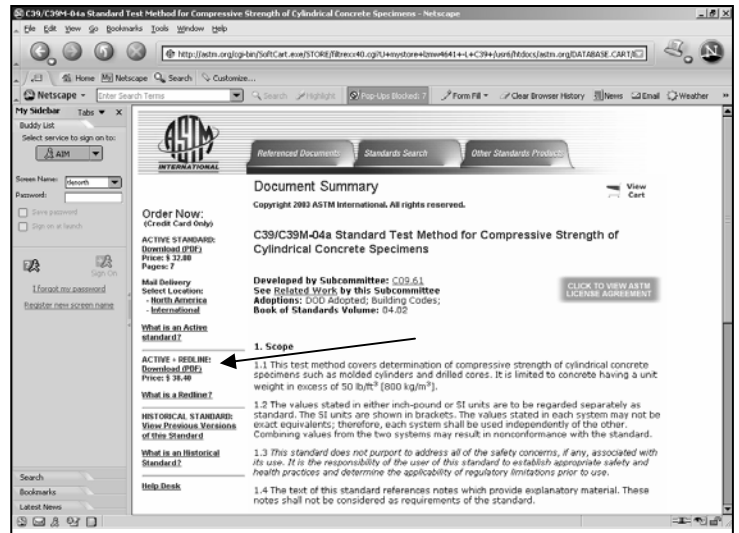 C39/C39M-04a Standard Test Method for Compressive Strength of Cylindrical Concrete Specimens - Netscape
File Edit View Go Bookmarks Tools Window Help
Home My Netscape Search Customize...
Netscape Enter Search Terms Search Highlight Pop-Ups Blocked: 7 Form Fill Clear Browser History News Email Weather
My Sidebar Tabs X
Buddy List
Select service to sign on to:
AIM
Screen Name:
Password:
Save password
Sign on at launch
Sign On
I forgot my password
Register new screen name
Search
Bookmarks
Latest News
ASTM
INTERNATIONAL
Referenced Documents Standards Search Other Standards Products
Order Now:
(Credit Card Only)
ACTIVE STANDARD:
Download (PDF)
Price: $ 32.00
Pages: 7
Mail Delivery
Select Location:
- North America
- International
What is an Active
standard?
ACTIVE + REDLINE:
Download (PDF)
Price: $ 38.40
What is a Redline?
HISTORICAL STANDARD:
View Previous Versions
of this Standard
What is an Historical
Standard?
Help Desk
Document Summary
View
Cart
Copyright 2003 ASTM International. All rights reserved.
C39/C39M-04a Standard Test Method for Compressive Strength of
Cylindrical Concrete Specimens
Developed by Subcommittee: C09.61
See Related Work by this Subcommittee
Adoptions: DOD Adopted; Building Codes;
Book of Standards Volume: 04.02
CLICK TO VIEW ASTM
LICENSE AGREEMENT
1. Scope
1.1 This test method covers determination of compressive strength of cylindrical concrete
specimens such as molded cylinders and drilled cores. It is limited to concrete having a unit
weight in excess of 50 lb/ft³ [800 kg/m³].
1.2 The values stated in either inch-pound or SI units are to be regarded separately as
standard. The SI units are shown in brackets. The values stated in each system may not be
exact equivalents; therefore, each system shall be used independently of the other.
Combining values from the two systems may result in nonconformance with the standard.
1.3 This standard does not purport to address all of the safety concerns, if any, associated with
its use. It is the responsibility of the user of this standard to establish appropriate safety and
health practices and determine the applicability of regulatory limitations prior to use.
1.4 The text of this standard references notes which provide explanatory material. These
notes shall not be considered as requirements of the standard.